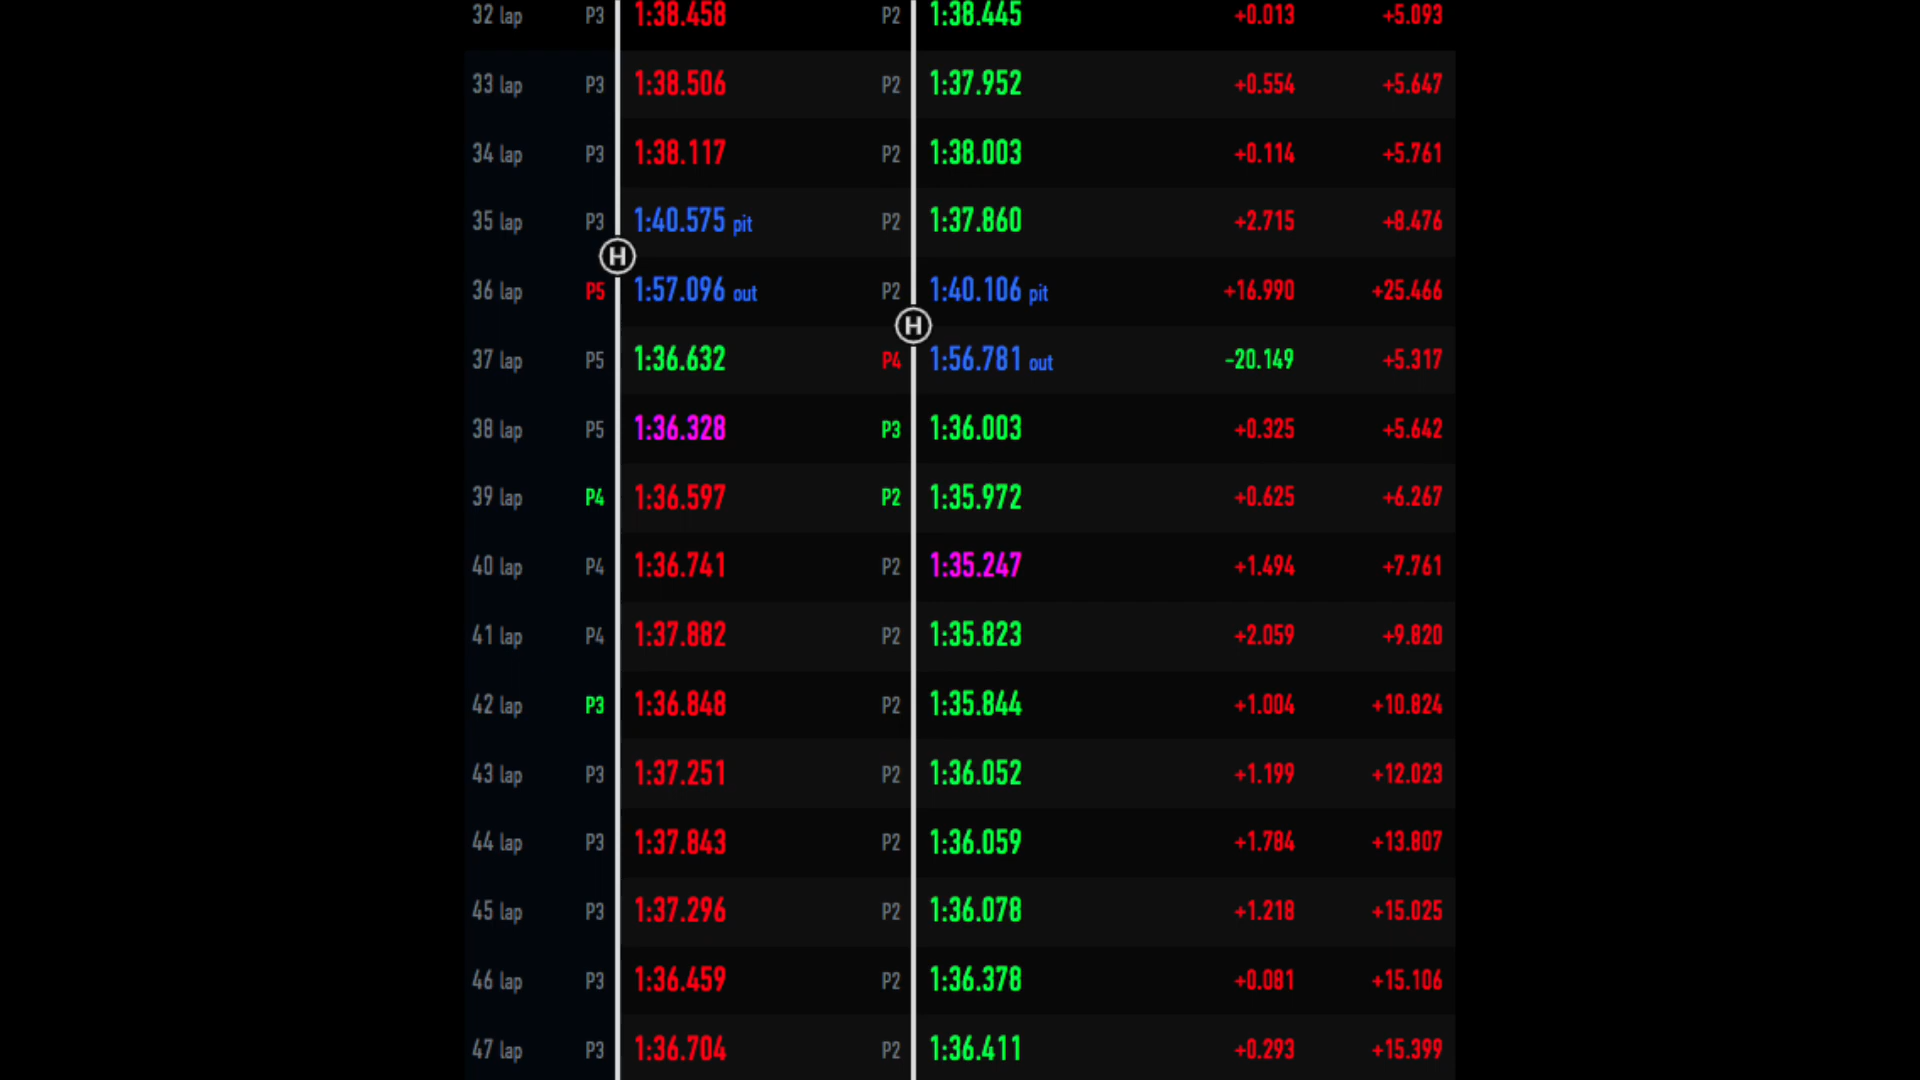 32 lap P3 1:38.458 P2 1:38.445 +0.013 +5.093
33 lap P3 1:38.506 P2 1:37.952 +0.554 +5.647
34 lap P3 1:38.117 P2 1:38.003 +0.114 +5.761
35 lap P3 1:40.575 pit P2 1:37.860 +2.715 +8.476
H
36 lap P5 1:57.096 out P2 1:40.106 pit +16.990 +25.466
H
37 lap P5 1:36.632 P4 1:56.781 out -20.149 +5.317
38 lap P5 1:36.328 P3 1:36.003 +0.325 +5.642
39 lap P4 1:36.597 P2 1:35.972 +0.625 +6.267
40 lap P4 1:36.741 P2 1:35.247 +1.494 +7.761
41 lap P4 1:37.882 P2 1:35.823 +2.059 +9.820
42 lap P3 1:36.848 P2 1:35.844 +1.004 +10.824
43 lap P3 1:37.251 P2 1:36.052 +1.199 +12.023
44 lap P3 1:37.843 P2 1:36.059 +1.784 +13.807
45 lap P3 1:37.296 P2 1:36.078 +1.218 +15.025
46 lap P3 1:36.459 P2 1:36.378 +0.081 +15.106
47 lap P3 1:36.704 P2 1:36.411 +0.293 +15.399